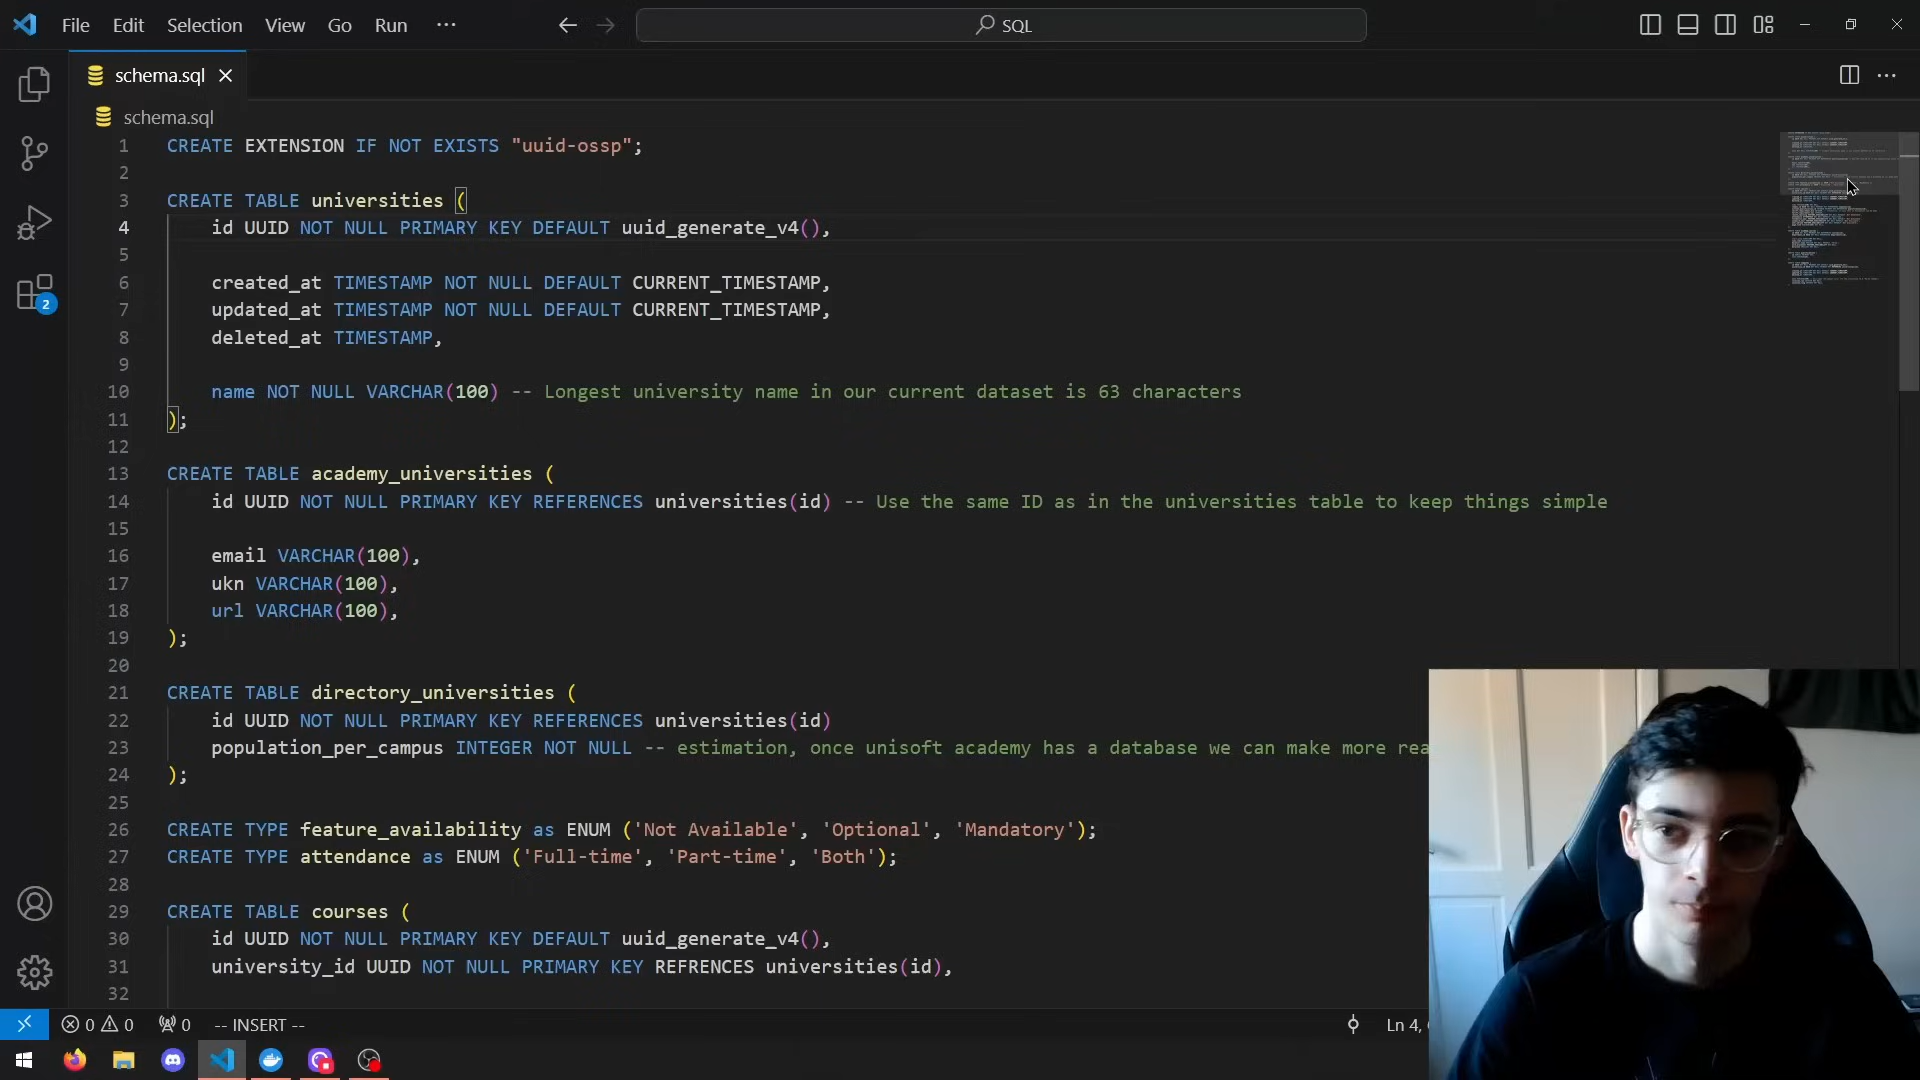 File Edit Selection View Go Run ··· SQL
schema.sql
schema.sql
1 CREATE EXTENSION IF NOT EXISTS "uuid-ossp";
2
3 CREATE TABLE universities (
4 id UUID NOT NULL PRIMARY KEY DEFAULT uuid_generate_v4(),
5
6 created_at TIMESTAMP NOT NULL DEFAULT CURRENT_TIMESTAMP,
7 updated_at TIMESTAMP NOT NULL DEFAULT CURRENT_TIMESTAMP,
8 deleted_at TIMESTAMP,
9
10 name NOT NULL VARCHAR(100) -- Longest university name in our current dataset is 63 characters
11 );
12
13 CREATE TABLE academy_universities (
14 id UUID NOT NULL PRIMARY KEY REFERENCES universities(id) -- Use the same ID as in the universities table to keep things simple
15
16 email VARCHAR(100),
17 ukn VARCHAR(100),
18 url VARCHAR(100),
19 );
20
21 CREATE TABLE directory_universities (
22 id UUID NOT NULL PRIMARY KEY REFERENCES universities(id)
23 population_per_campus INTEGER NOT NULL -- estimation, once unisoft academy has a database we can make more rea
24 );
25
26 CREATE TYPE feature_availability as ENUM ('Not Available', 'Optional', 'Mandatory');
27 CREATE TYPE attendance as ENUM ('Full-time', 'Part-time', 'Both');
28
29 CREATE TABLE courses (
30 id UUID NOT NULL PRIMARY KEY DEFAULT uuid_generate_v4(),
31 university_id UUID NOT NULL PRIMARY KEY REFRENCES universities(id),
32
2
0 0 0 -- INSERT -- Ln 4,